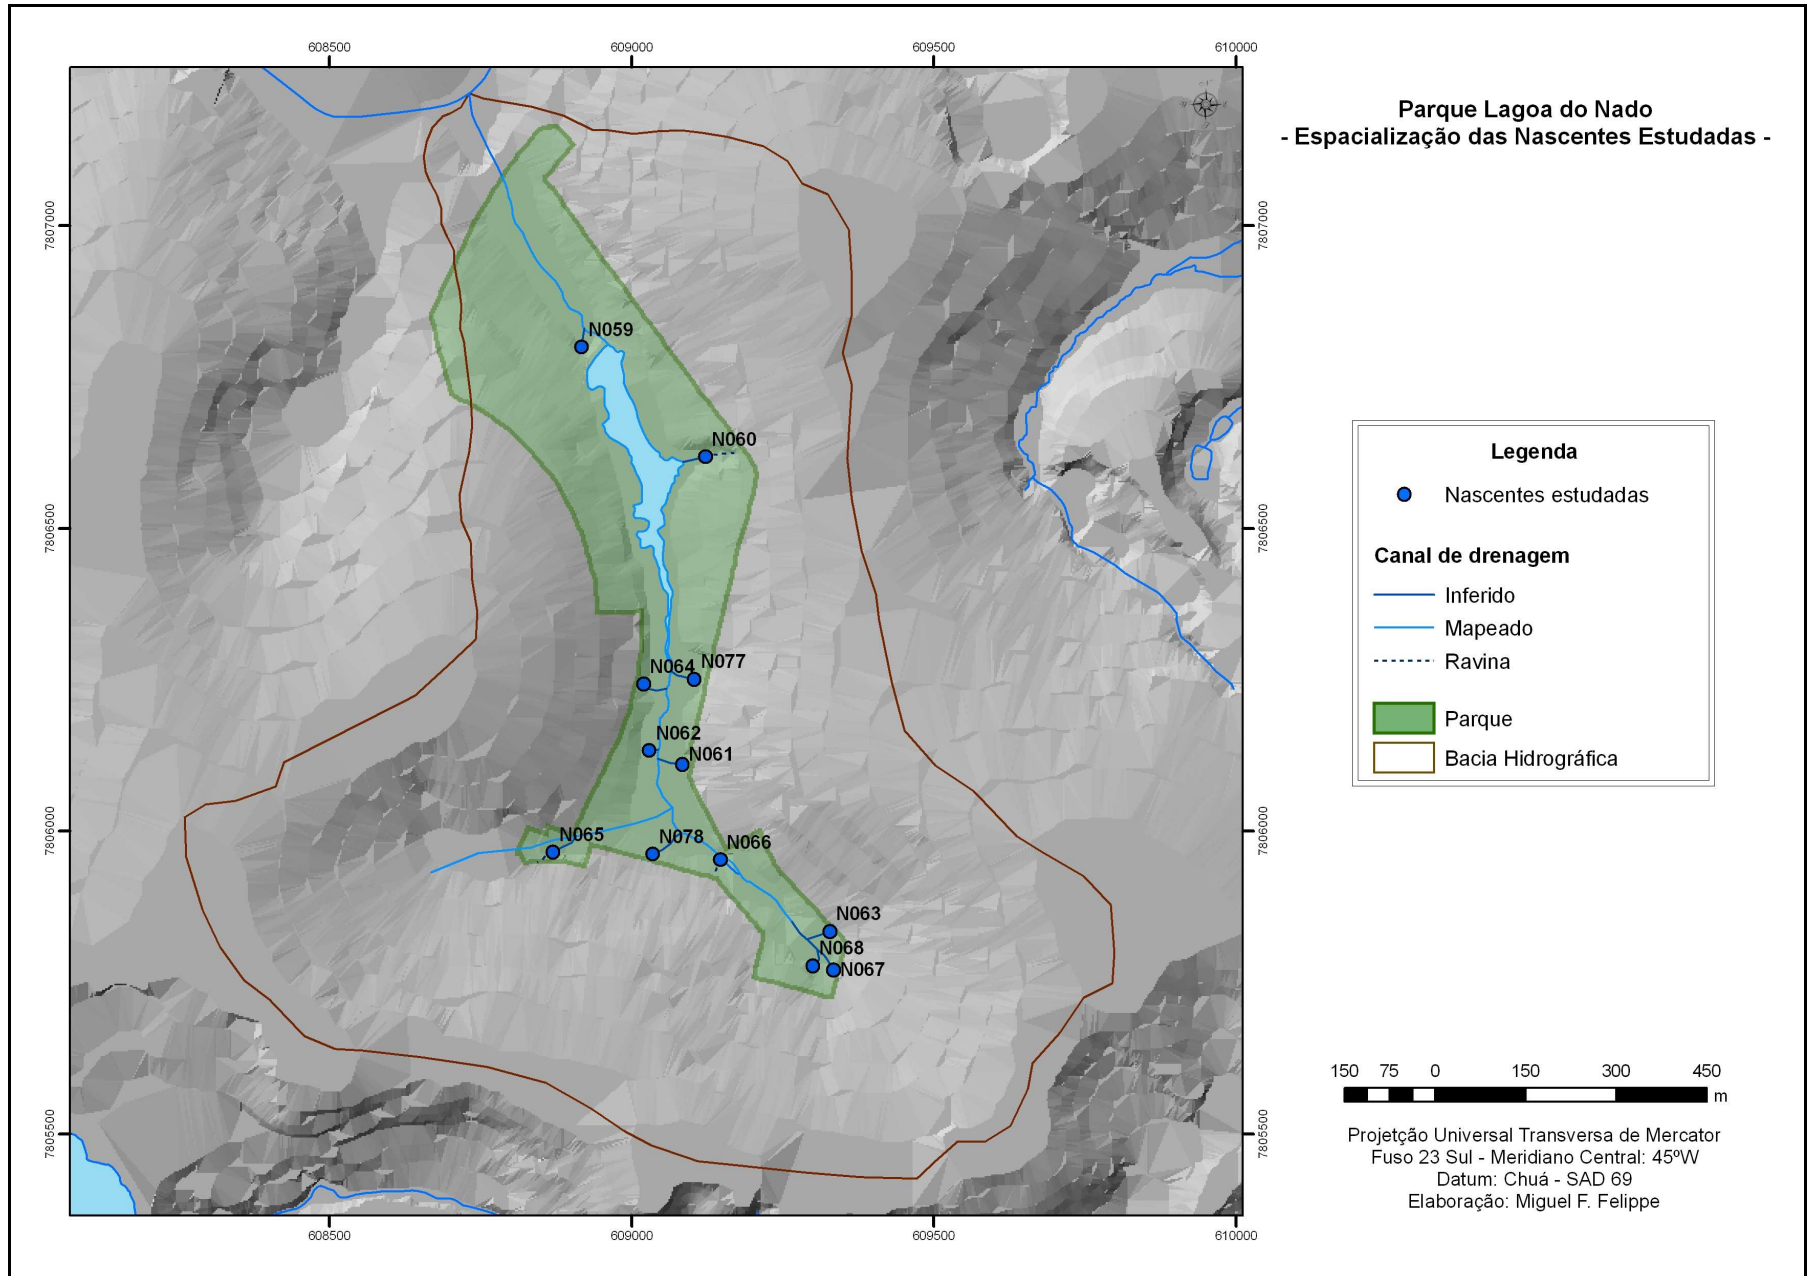 Parque Lagoa do Nado
- Espacialização das Nascentes Estudadas -
608500
609000
609500
610000
7807000
7807000
7806500
7806500
7806000
7806000
7805500
7805500
N059
N060
N077
N064
N062
N061
N065
N078
N066
N063
N068
N067
608500
609000
609500
610000
Legenda
Nascentes estudadas
Canal de drenagem
Inferido
Mapeado
Ravina
Parque
Bacia Hidrográfica
150 75 0 150 300 450
m
Projetção Universal Transversa de Mercator
Fuso 23 Sul - Meridiano Central: 45ºW
Datum: Chuá - SAD 69
Elaboração: Miguel F. Felippe